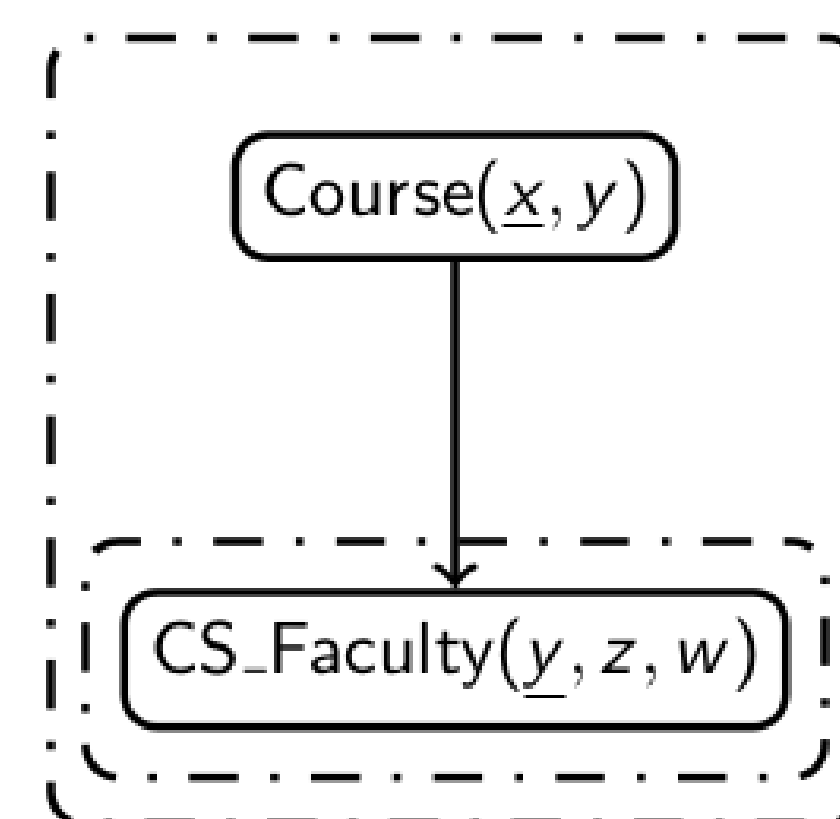 Course(x, y)
CS_Faculty(y, z, w)